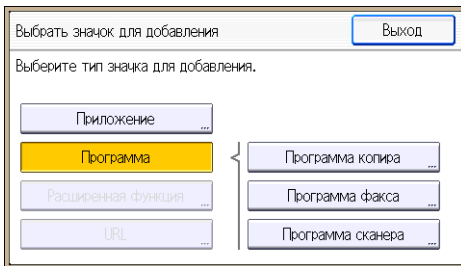 Выбрать значок для добавления
Выход
Выберите тип значка для добавления.
Приложение
Программа
Программа копира
Расширенная функция
Программа факса
URL
Программа сканера